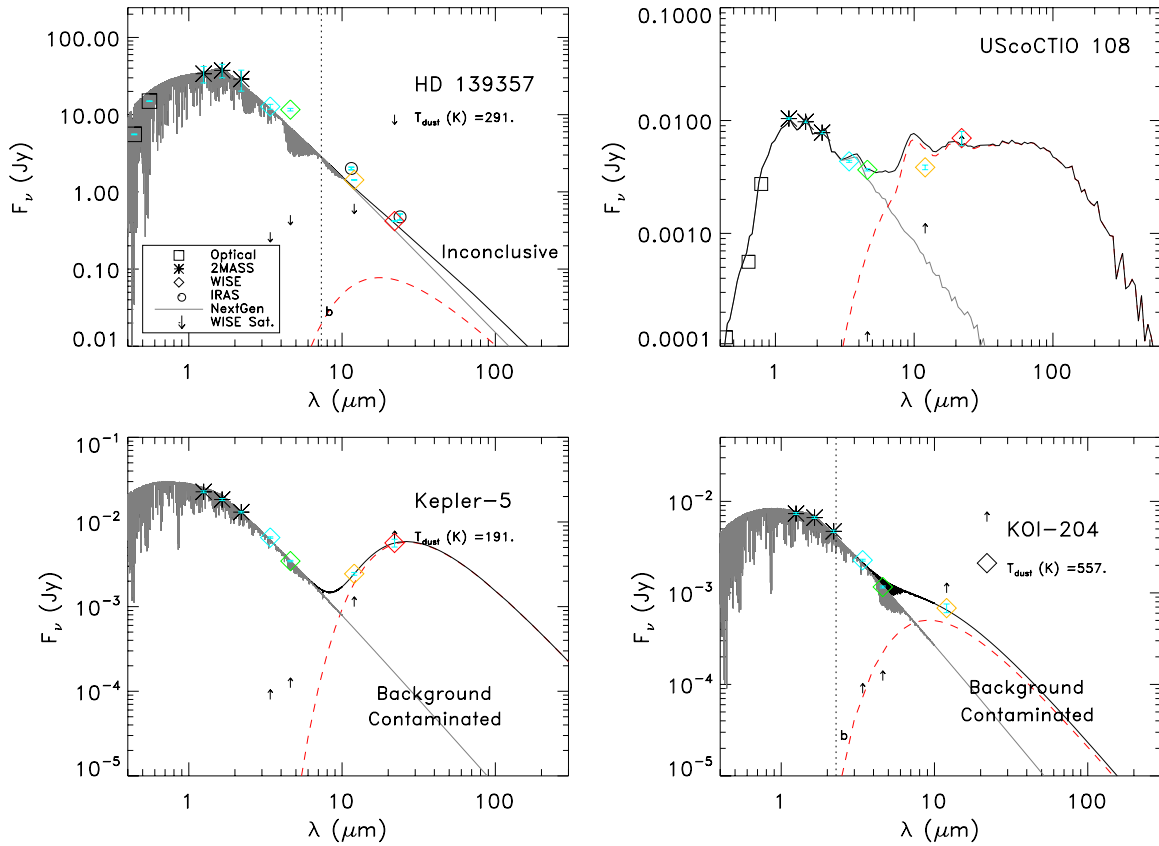 100.00
10.00
1.00
0.10
0.01
F_ν (Jy)
HD 139357
T_dust (K) =291.
Inconclusive
b
Optical
2MASS
WISE
IRAS
NextGen
WISE Sat.
1 10 100
λ (μm)
0.0100
0.0010
0.0001
0.1000
F_ν (Jy)
UScoCTIO 108
1 10 100
λ (μm)
10^-1
10^-2
10^-3
10^-4
10^-5
F_ν (Jy)
Kepler-5
T_dust (K) =191.
Background
Contaminated
1 10 100
λ (μm)
10^-2
10^-3
10^-4
10^-5
F_ν (Jy)
KOI-204
T_dust (K) =557.
Background
Contaminated
b
1 10 100
λ (μm)